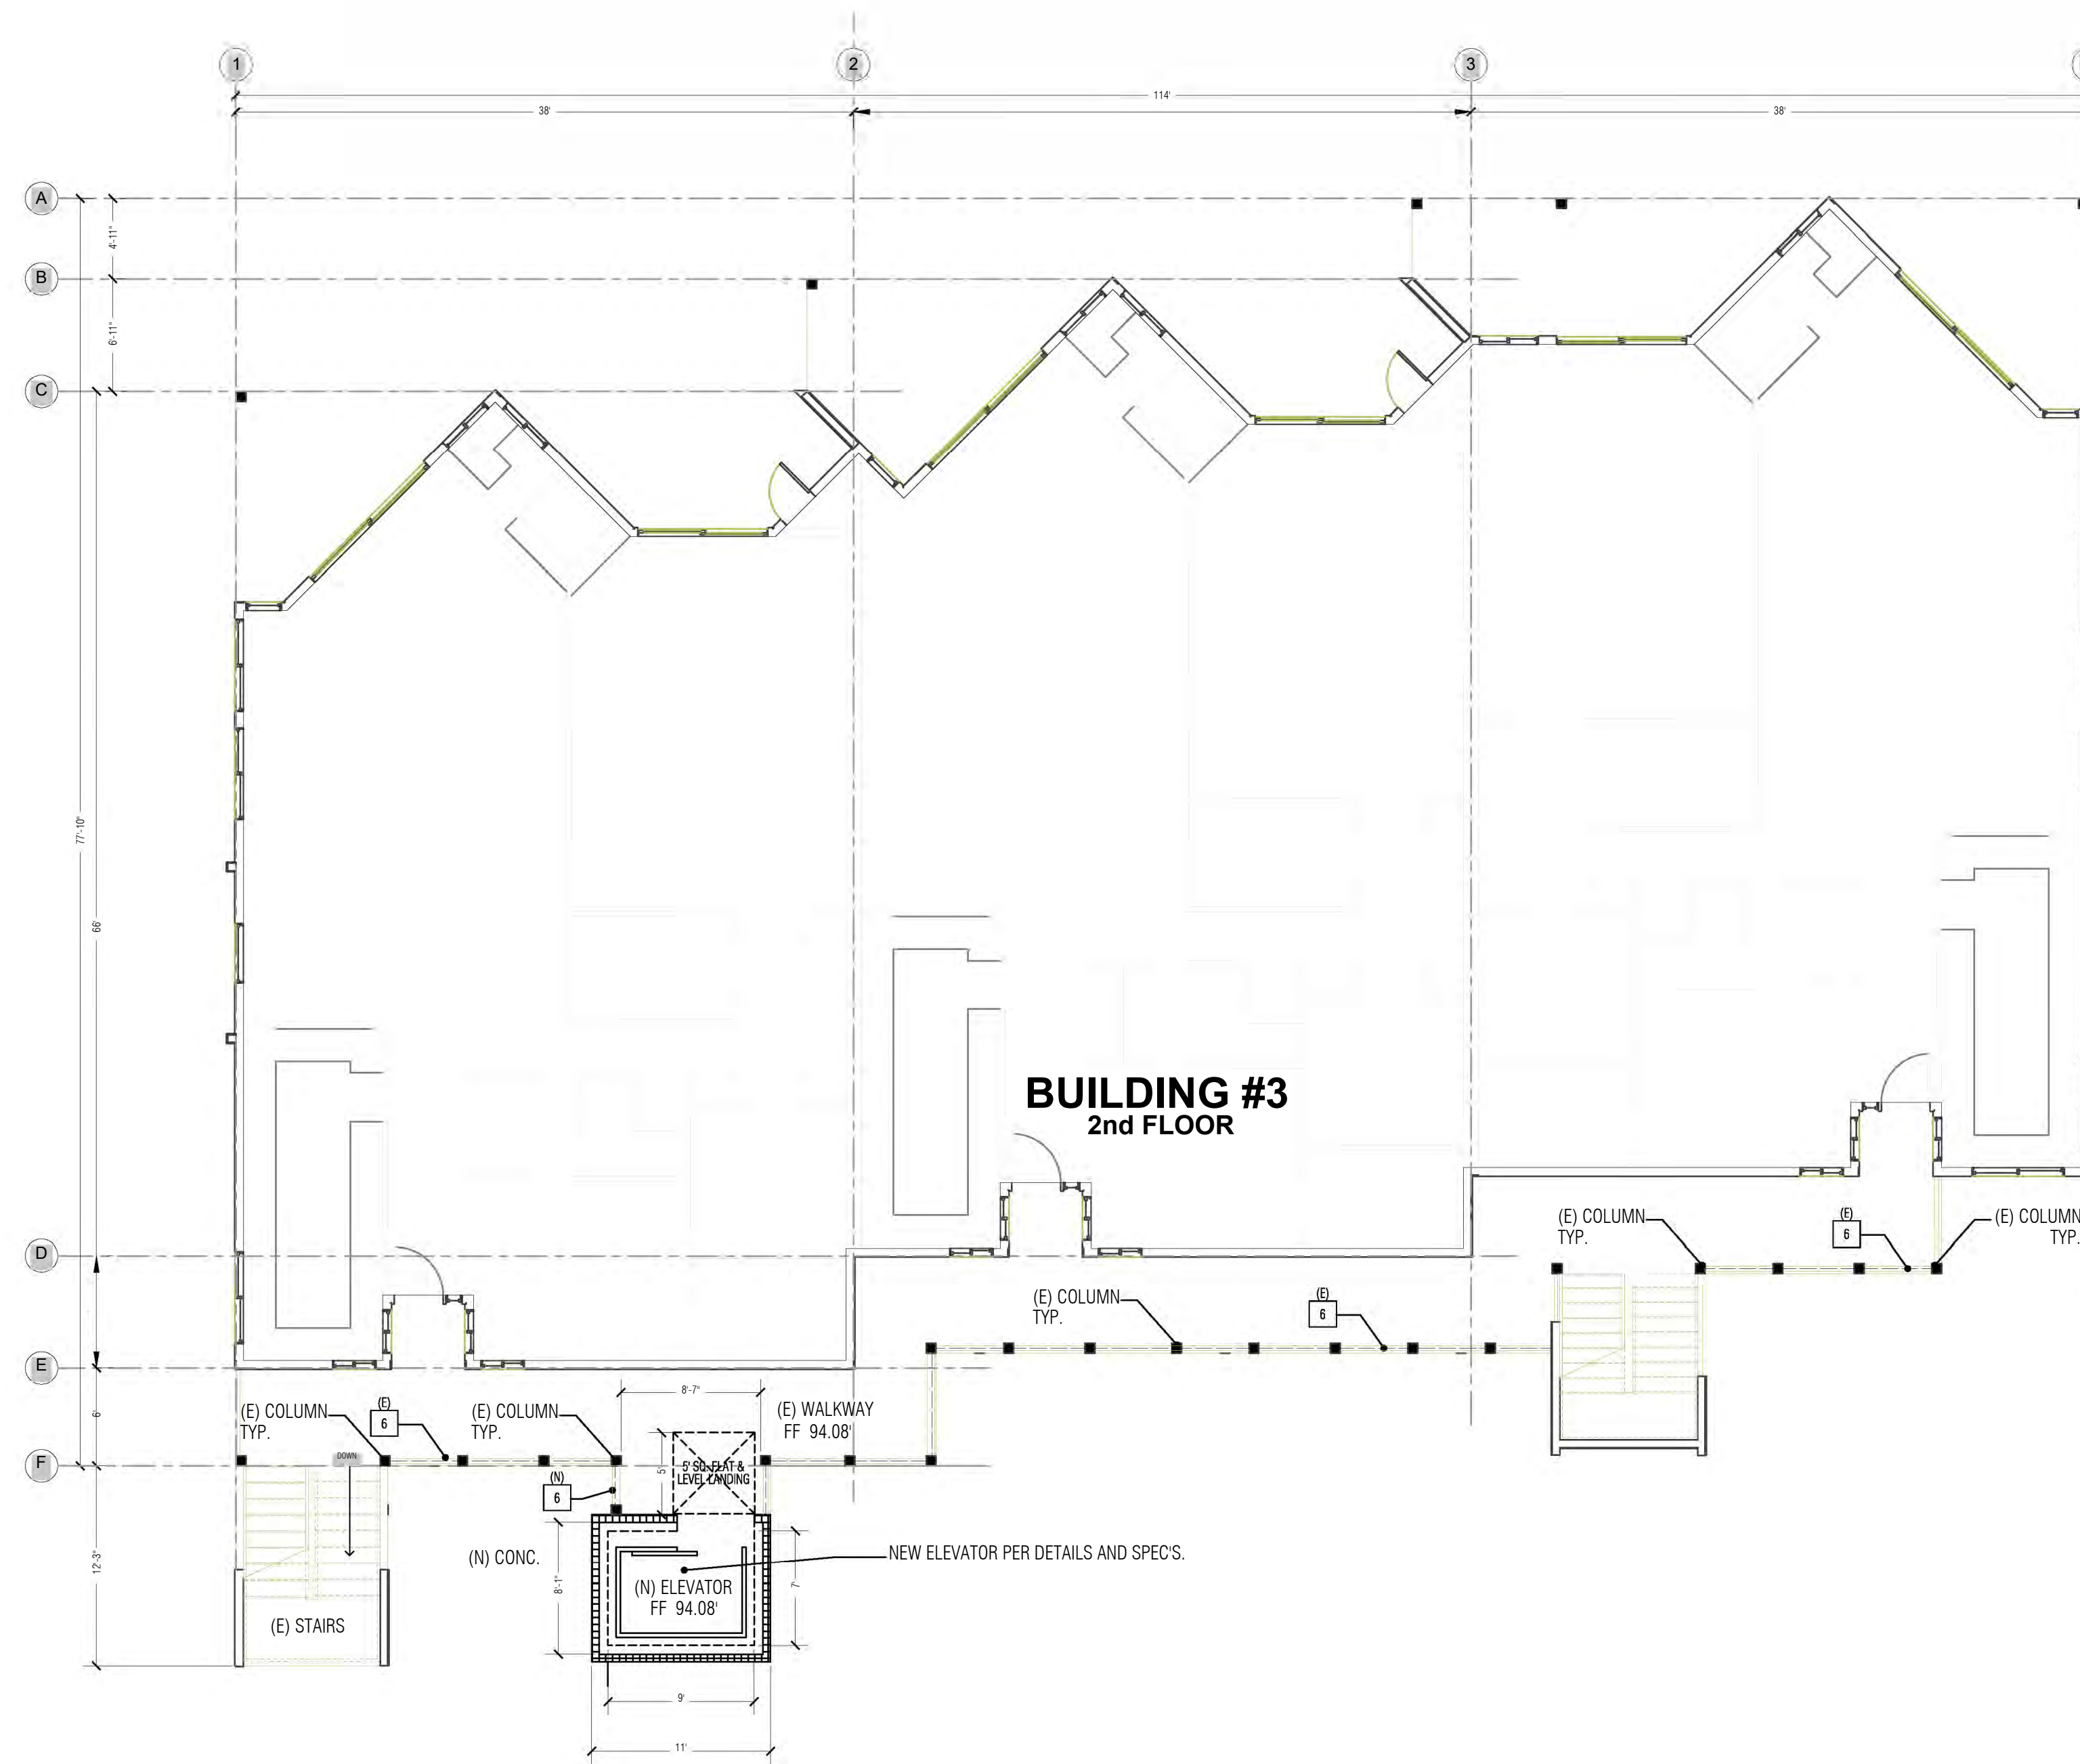 1
2
3
114'
38'
38'
A
4'-11"
B
6'-11"
C
77'-10"
66'
BUILDING #3
2nd FLOOR
(E) COLUMN
TYP.
(E)
6
(E) COLUMN
TYP.
D
(E) COLUMN
TYP.
(E)
6
E
8'-7"
6'
(E) COLUMN
TYP.
(E)
6
(E) COLUMN
TYP.
(E) WALKWAY
FF 94.08'
F
DOWN
5'
5' SQ. FLAT &
LEVEL LANDING
(N)
6
12'-3"
(N) CONC.
8'-1"
NEW ELEVATOR PER DETAILS AND SPEC'S.
7'
(N) ELEVATOR
FF 94.08'
(E) STAIRS
9'
11'